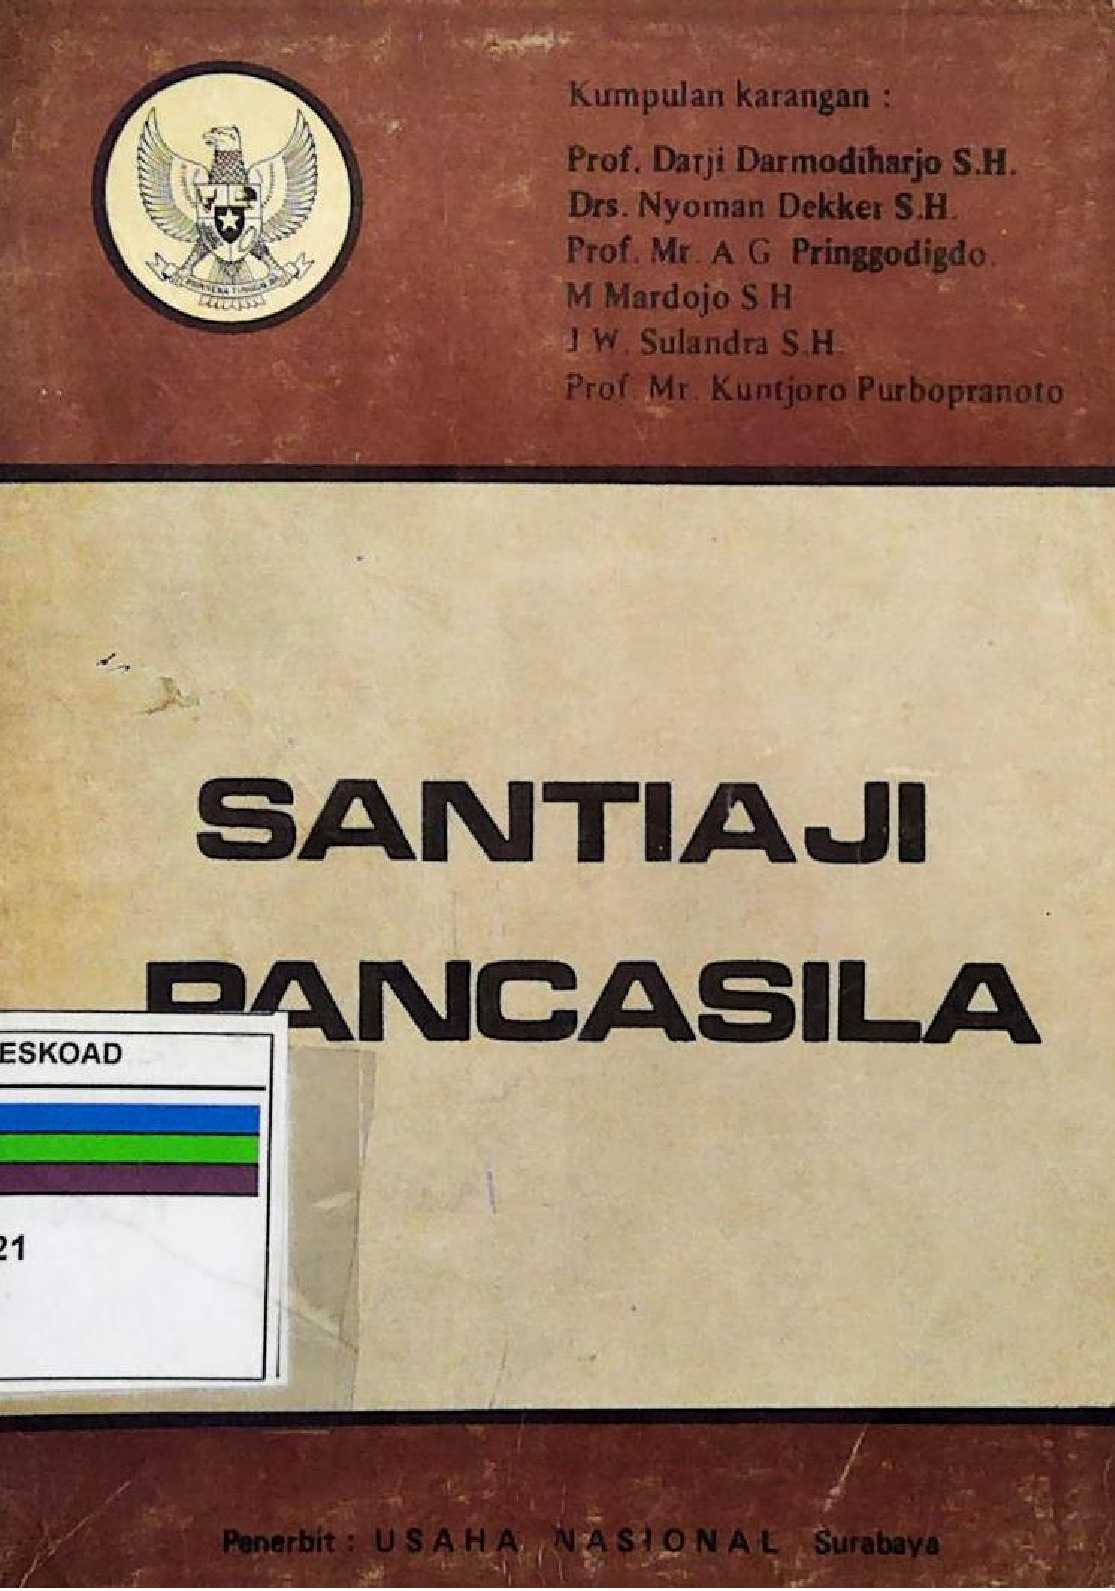 Kumpulan karangan :
Prof. Darji Darmodiharjo S.H.
Drs. Nyoman Dekker S.H.
Prof. Mr. A G Pringgodigdo.
M Mardojo S.H
J W. Sulandra S.H.
Prof Mr. Kuntjoro Purbopranoto
SANTIAJI
PANCASILA
ESKOAD
21
Penerbit : USAHA NASIONAL Surabaya